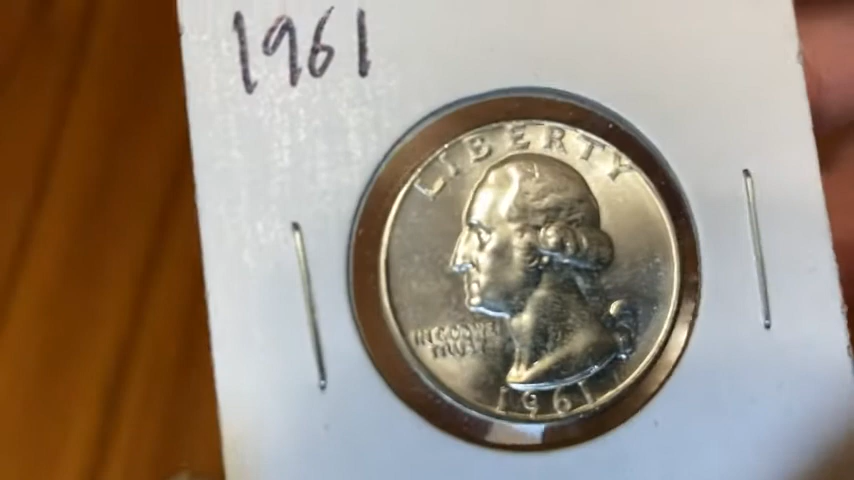 1961
LIBERTY
IN GOD WE
TRUST
1961